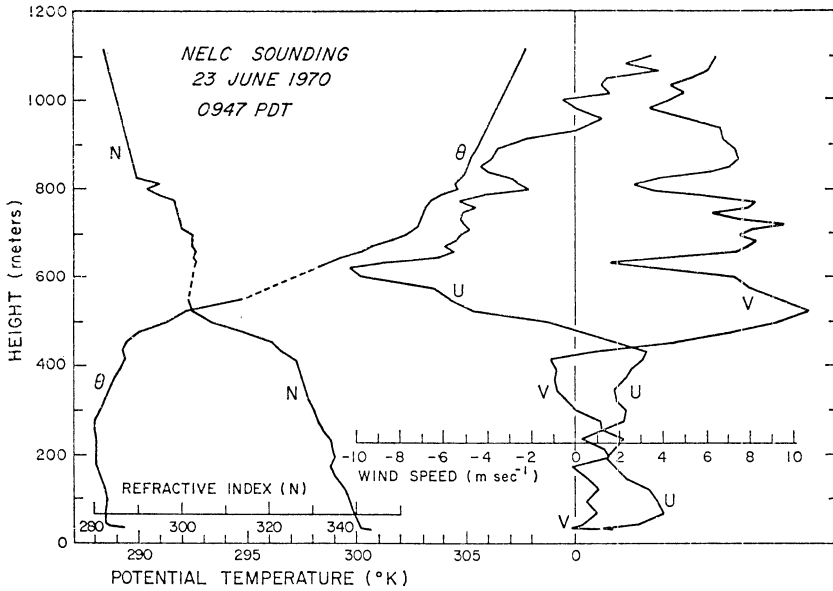 1200
1000
800
600
400
200
0
HEIGHT (meters)
NELC SOUNDING
23 JUNE 1970
0947 PDT
N
θ
U
V
θ
N
V
U
-10 -8 -6 -4 -2 0 2 4 6 8 10
WIND SPEED (m sec⁻¹)
REFRACTIVE INDEX (N)
280 300 320 340
V
U
290 295 300 305 0
POTENTIAL TEMPERATURE (°K)